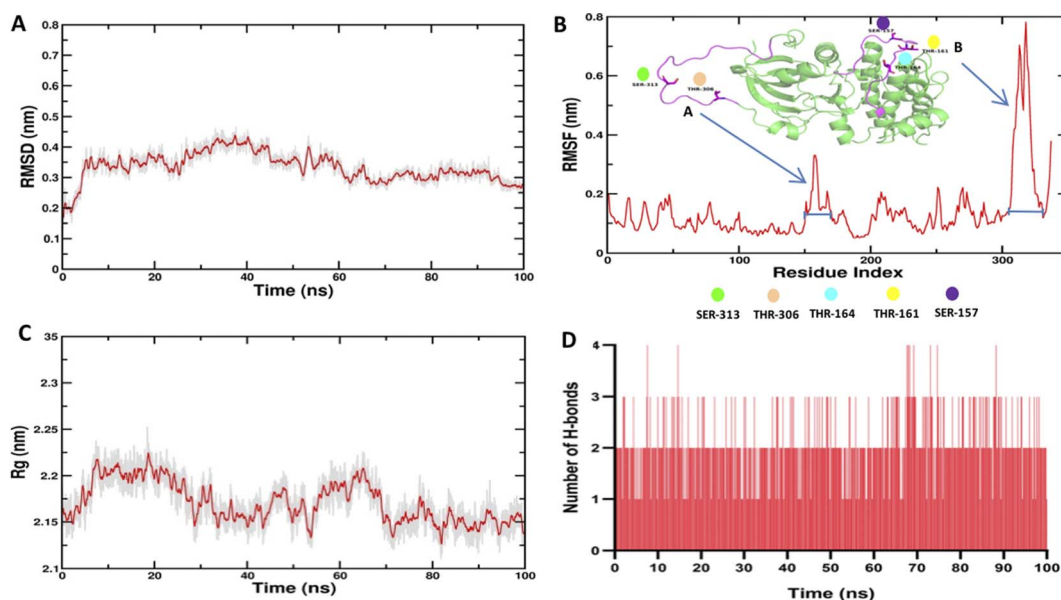 A
0.8
0.7
0.6
0.5
0.4
0.3
0.2
0.1
0
RMSD (nm)
0 20 40 60 80 100
Time (ns)
B
0.8
0.6
0.4
0.2
0
RMSF (nm)
SER-157
THR-161
THR-164
SER-313
THR-306
A
B
0 100 200 300
Residue Index
SER-313 THR-306 THR-164 THR-161 SER-157
C
35
2.3
2.25
2.2
2.15
2.1
Rg (nm)
0 20 40 60 80 100
Time (ns)
D
4
3
2
1
0
Number of H-bonds
0 10 20 30 40 50 60 70 80 90 100
Time (ns)